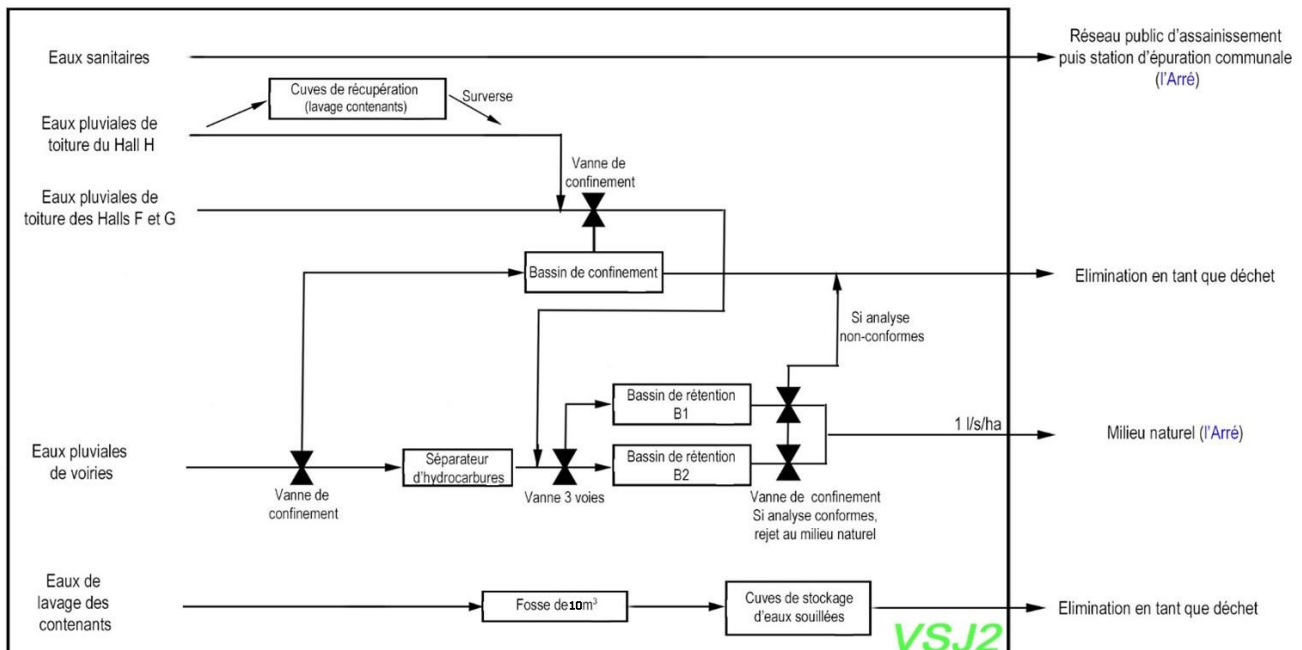 Eaux sanitaires
Réseau public d'assainissement
puis station d'épuration communale
(l'Arré)
Cuves de récupération
(lavage contenants)
Surverse
Eaux pluviales de
toiture du Hall H
Vanne de
confinement
Eaux pluviales de
toiture des Halls F et G
Bassin de confinement
Elimination en tant que déchet
Si analyse
non-conformes
Bassin de rétention
B1
1 l/s/ha
Milieu naturel (l'Arré)
Eaux pluviales
de voiries
Séparateur
d'hydrocarbures
Bassin de rétention
B2
Vanne de
confinement
Vanne 3 voies
Vanne de confinement
Si analyse conformes,
rejet au milieu naturel
Eaux de
lavage des
contenants
Fosse de 10m³
Cuves de stockage
d'eaux souillées
Elimination en tant que déchet
VSJ2